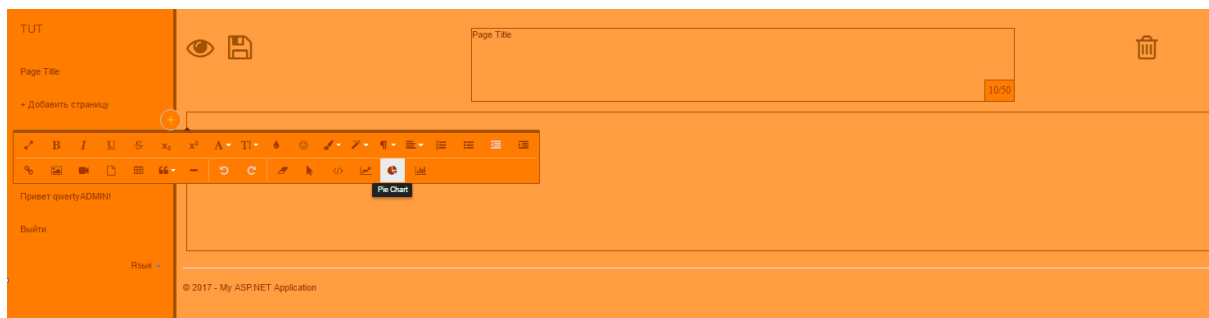 TUT
Page Title
+ Добавить страницу
Привет qwertyADMIN!
Выйти
Язык
Page Title
10/50
Pie Chart
© 2017 - My ASP.NET Application